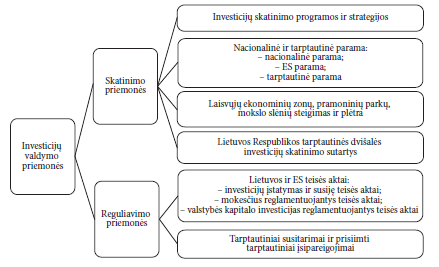 Investicijų
valdymo
priemonės
Skatinimo
priemonės
Investicijų skatinimo programos ir strategijos
Nacionalinė ir tarptautinė parama:
– nacionalinė parama;
– ES parama;
– tarptautinė parama
Laisvųjų ekonominių zonų, pramoninių parkų,
mokslo slėnių steigimas ir plėtra
Lietuvos Respublikos tarptautinės dvišalės
investicijų skatinimo sutartys
Reguliavimo
priemonės
Lietuvos ir ES teisės aktai:
– investicijų įstatymas ir susiję teisės aktai;
– mokesčius reglamentuojantys teisės aktai;
– valstybės kapitalo investicijas reglamentuojantys teisės aktai
Tarptautiniai susitarimai ir prisiimti
tarptautiniai įsipareigojimai